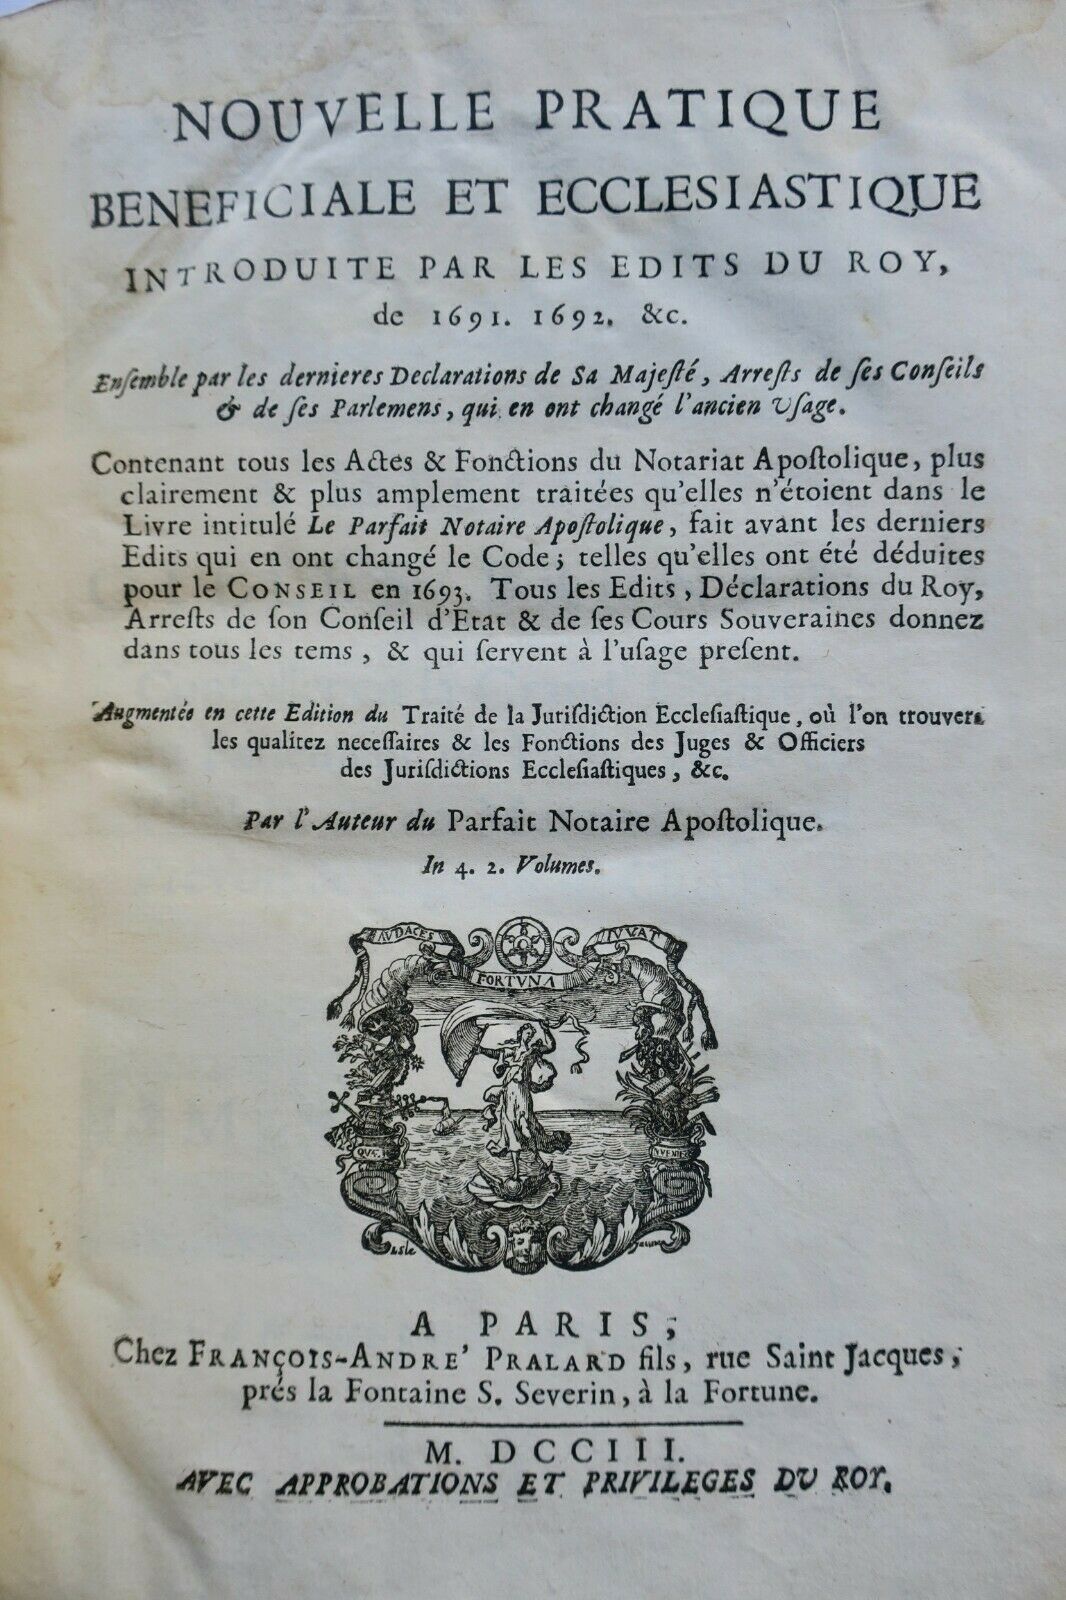 NOUVELLE PRATIQUE
BENEFICIALE ET ECCLESIASTIQUE
INTRODUITE PAR LES EDITS DU ROY,
de 1691. 1692. &c.
Enſemble par les dernieres Declarations de Sa Majeſté, Arreſts de ſes Conſeils
& de ſes Parlemens, qui en ont changé l'ancien Uſage.
Contenant tous les Actes & Fonctions du Notariat Apoſtolique, plus
clairement & plus amplement traitées qu'elles n'étoient dans le
Livre intitulé Le Parfait Notaire Apoſtolique, fait avant les derniers
Edits qui en ont changé le Code; telles qu'elles ont été déduites
pour le CONSEIL en 1693. Tous les Edits, Déclarations du Roy,
Arreſts de ſon Conſeil d'Etat & de ſes Cours Souveraines donnez
dans tous les tems, & qui ſervent à l'uſage preſent.
Augmentée en cette Edition du Traité de la Juriſdiction Eccleſiaſtique, où l'on trouvera
les qualitez neceſſaires & les Fonctions des Juges & Officiers
des Juriſdictions Eccleſiaſtiques, &c.
Par l'Auteur du Parfait Notaire Apoſtolique.
In 4. 2. Volumes.
AVDACES IVVAT
FORTVNA
QVÆ
A PARIS,
Chez FRANÇOIS-ANDRE' PRALARD fils, rue Saint Jacques,
prés la Fontaine S. Severin, à la Fortune.
M. DCCIII.
AVEC APPROBATIONS ET PRIVILEGES DU ROY.